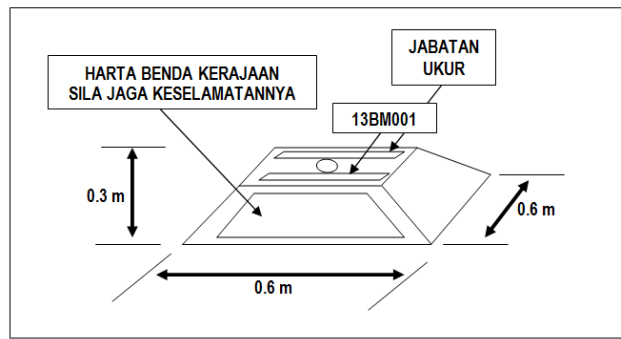 JABATAN
UKUR
HARTA BENDA KERAJAAN
SILA JAGA KESELAMATANNYA
13BM001
0.3 m
0.6 m
0.6 m